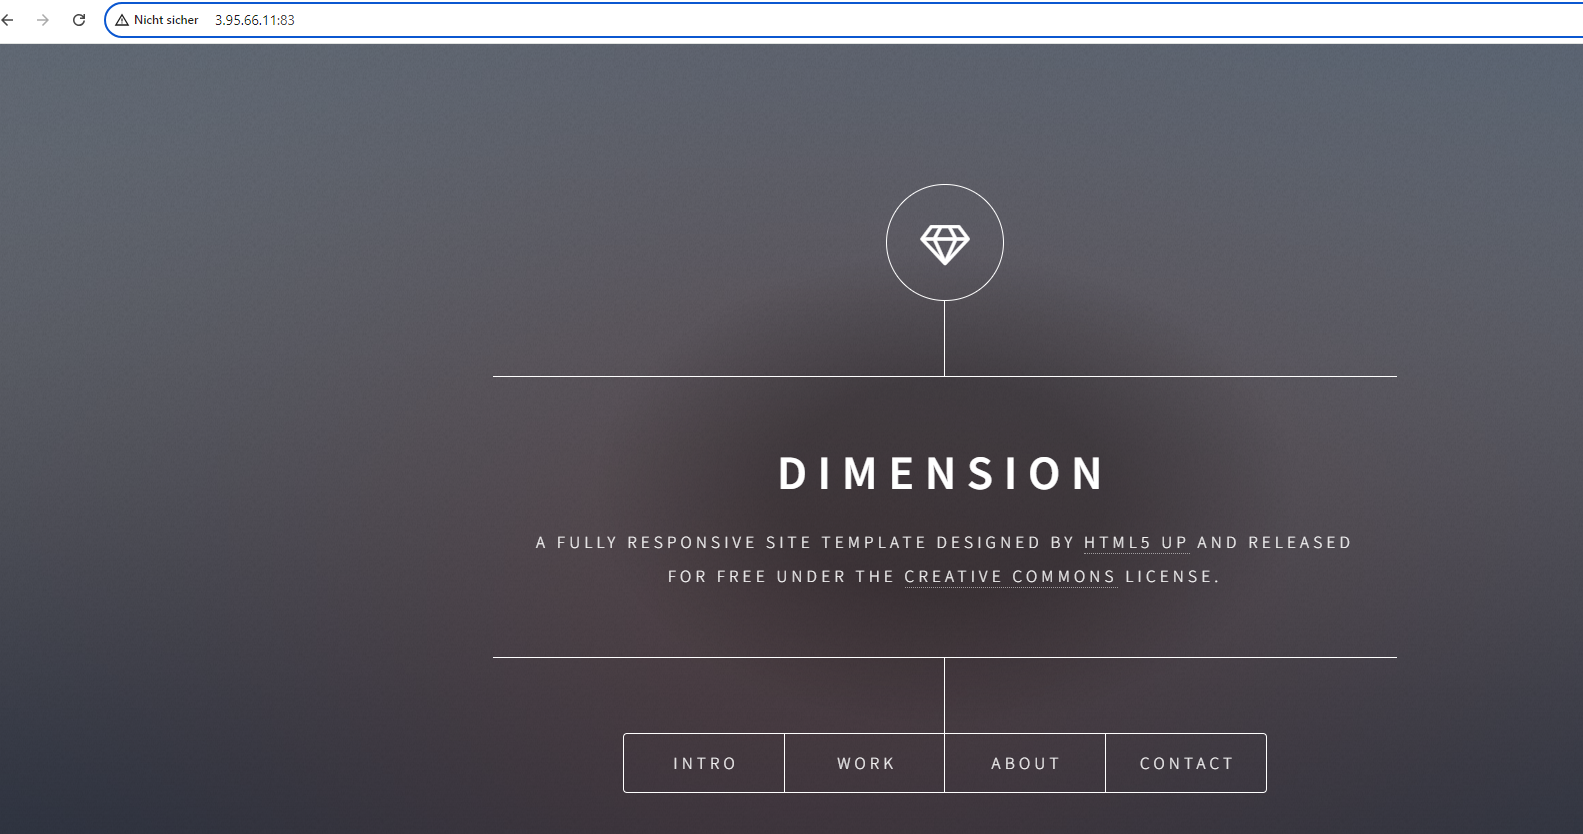 Nicht sicher 3.95.66.11:83
DIMENSION
A FULLY RESPONSIVE SITE TEMPLATE DESIGNED BY HTML5 UP AND RELEASED
FOR FREE UNDER THE CREATIVE COMMONS LICENSE.
INTRO WORK ABOUT CONTACT